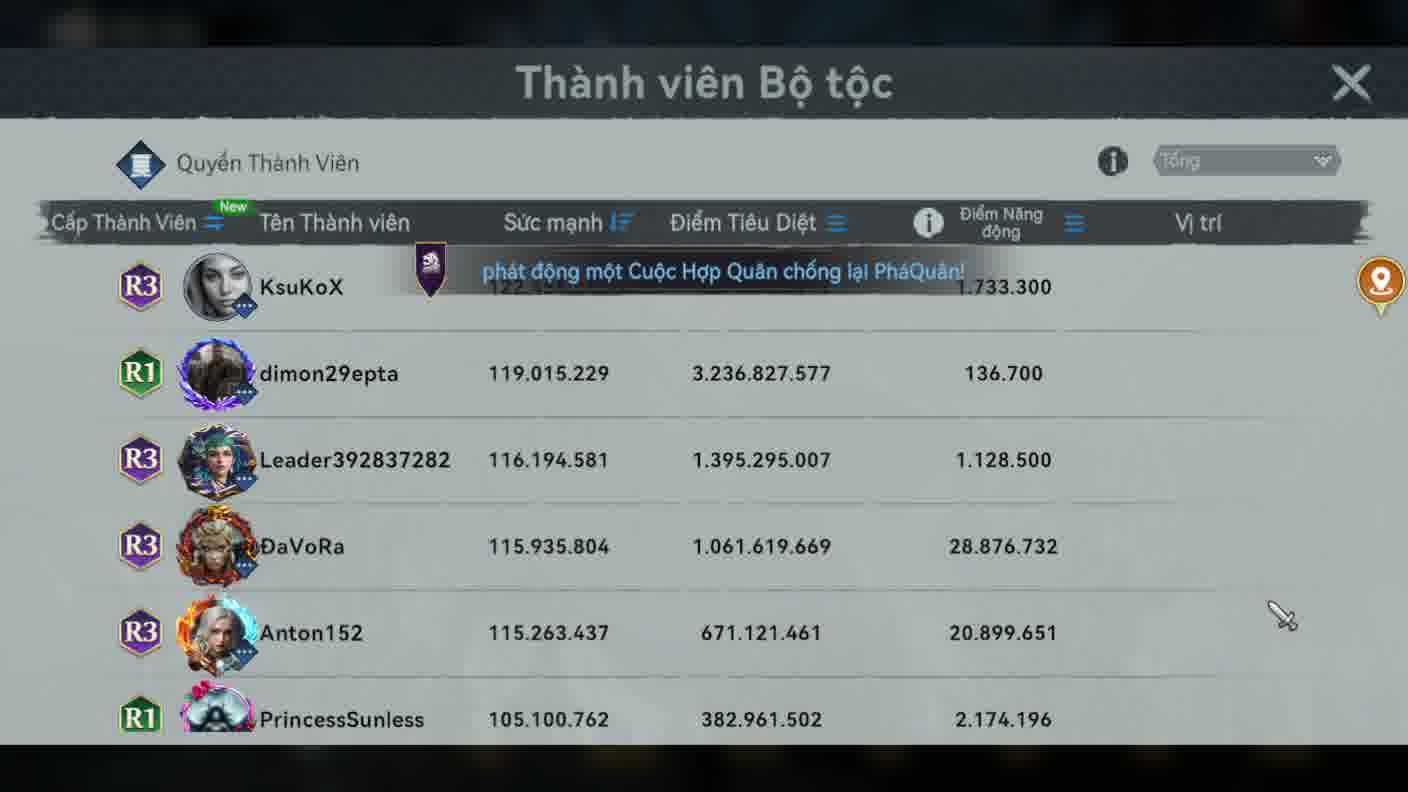 Thành viên Bộ tộc
Quyển Thành Viên
Tổng
New
Cấp Thành Viên Tên Thành viên Sức mạnh Điểm Tiêu Diệt Điểm Năng động Vị trí
phát động một Cuộc Hợp Quân chống lại PháQuân!
R3 KsuKoX 1.733.300
R1 dimon29epta 119.015.229 3.236.827.577 136.700
R3 Leader392837282 116.194.581 1.395.295.007 1.128.500
R3 ĐaVoRa 115.935.804 1.061.619.669 28.876.732
R3 Anton152 115.263.437 671.121.461 20.899.651
R1 PrincessSunless 105.100.762 382.961.502 2.174.196